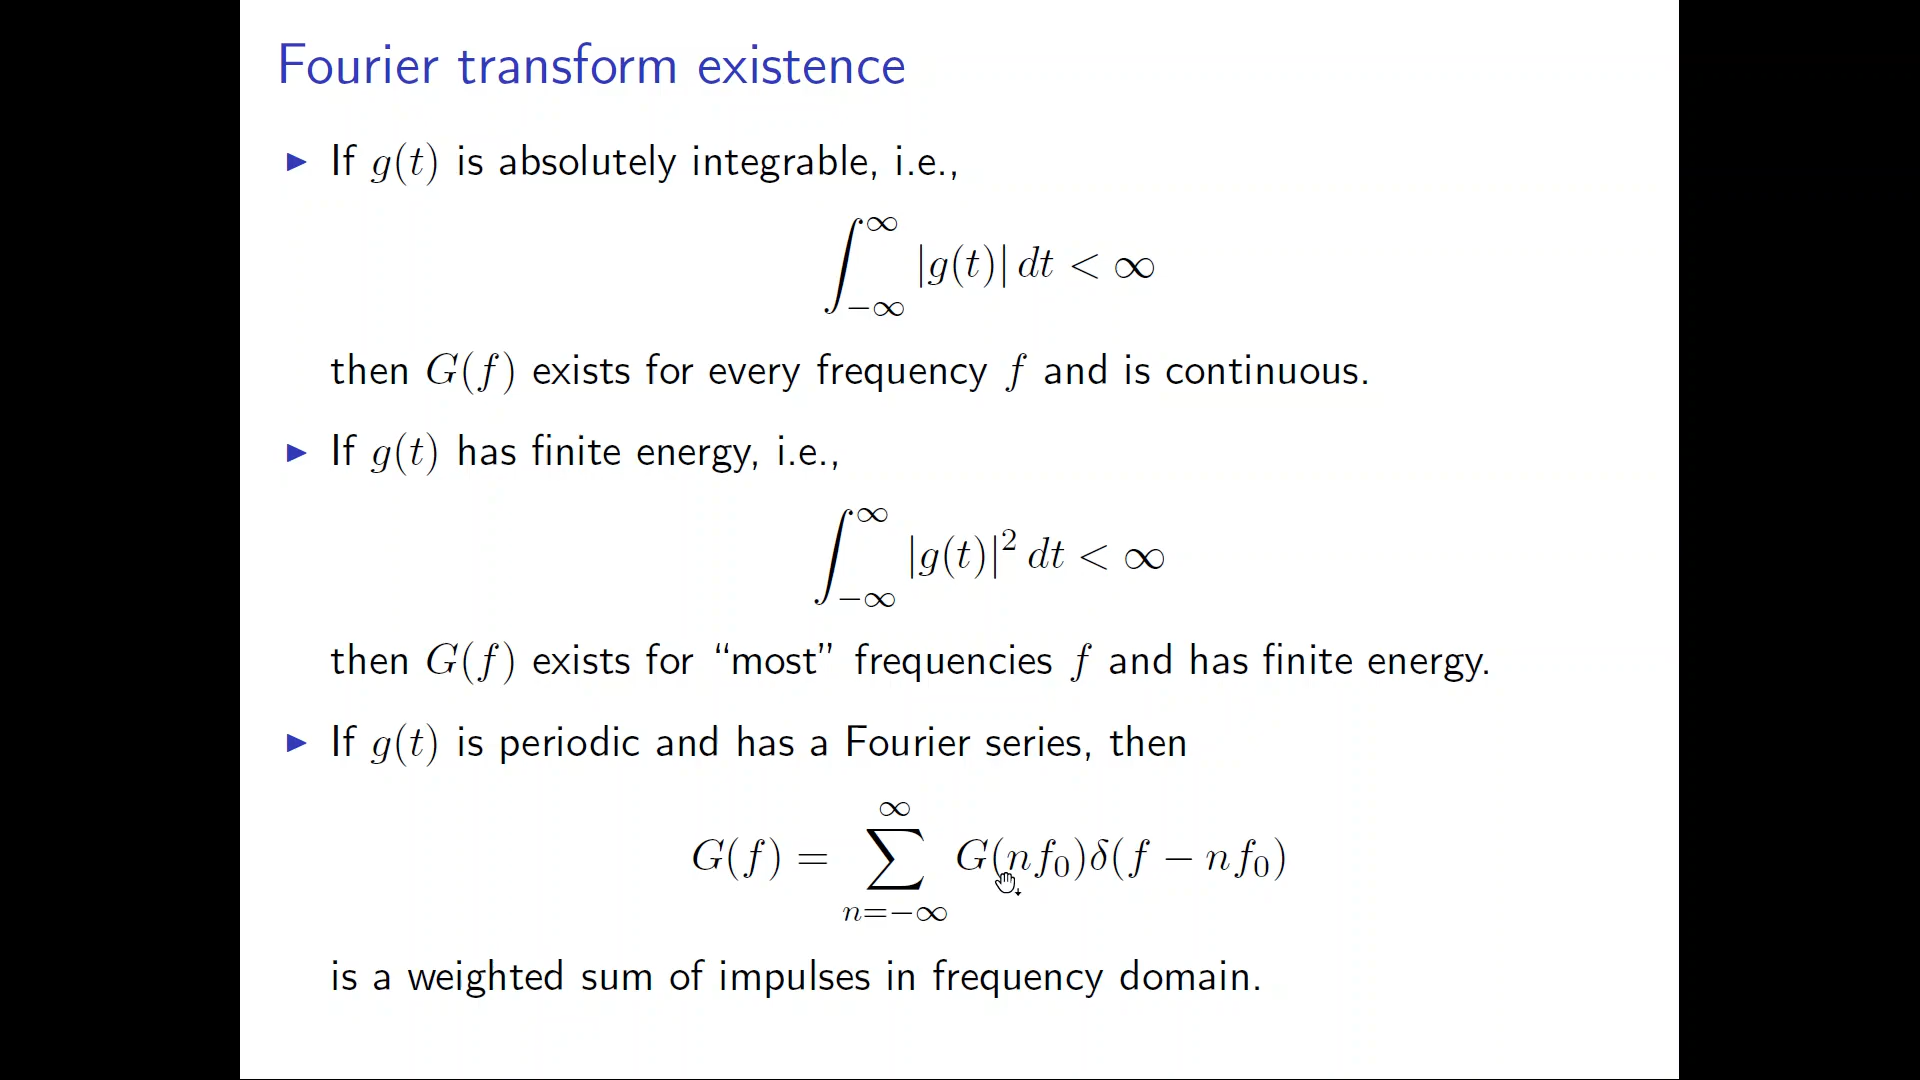 Fourier transform existence
▶ If g(t) is absolutely integrable, i.e.,
∫_{−∞}^{∞} |g(t)| dt < ∞
then G(f) exists for every frequency f and is continuous.
▶ If g(t) has finite energy, i.e.,
∫_{−∞}^{∞} |g(t)|² dt < ∞
then G(f) exists for “most” frequencies f and has finite energy.
▶ If g(t) is periodic and has a Fourier series, then
G(f) = ∑_{n=−∞}^{∞} G(nf₀)δ(f − nf₀)
is a weighted sum of impulses in frequency domain.